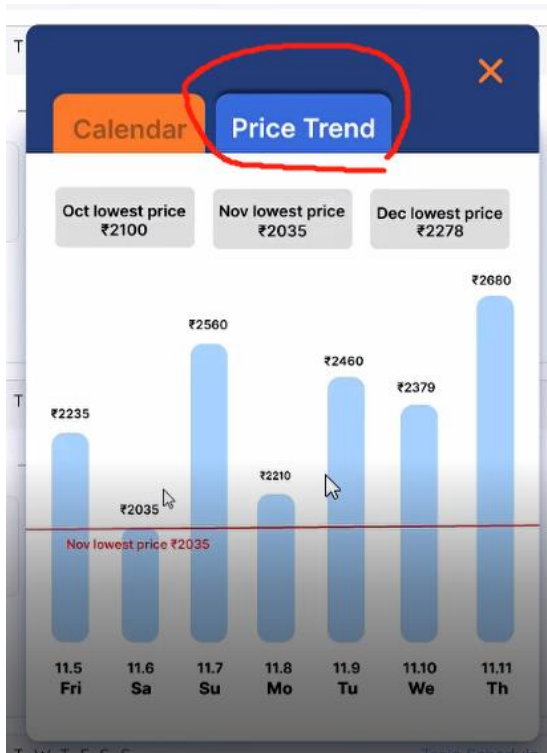 T
Calendar
Price Trend
Oct lowest price
₹2100
Nov lowest price
₹2035
Dec lowest price
₹2278
₹2680
₹2560
₹2460
₹2379
₹2235
₹2210
₹2035
T
Nov lowest price ₹2035
11.5 11.6 11.7 11.8 11.9 11.10 11.11
Fri Sa Su Mo Tu We Th
T W T F S S
Train Schedule